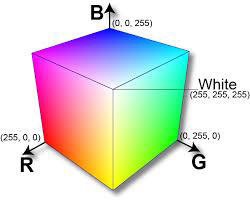 B
(0, 0, 255)
White
(255, 255, 255)
(255, 0, 0)
(0, 255, 0)
R
G